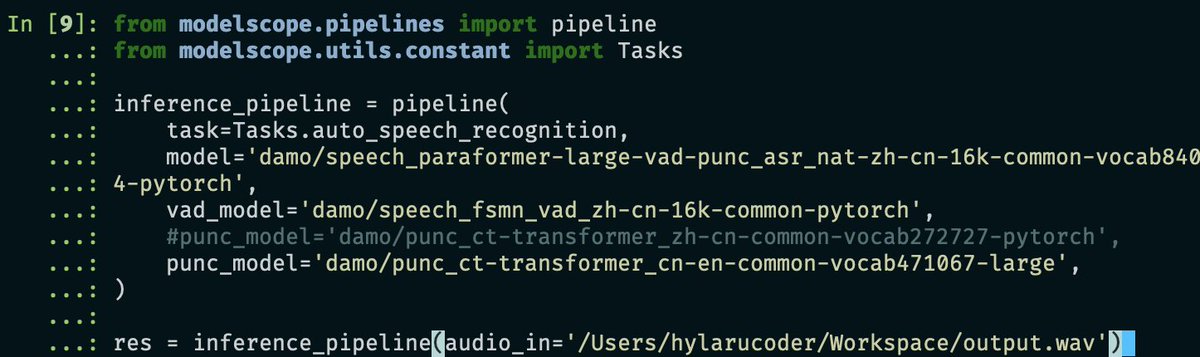 In [9]: from modelscope.pipelines import pipeline
   ...: from modelscope.utils.constant import Tasks
   ...:
   ...: inference_pipeline = pipeline(
   ...:     task=Tasks.auto_speech_recognition,
   ...:     model='damo/speech_paraformer-large-vad-punc_asr_nat-zh-cn-16k-common-vocab840
   ...: 4-pytorch',
   ...:     vad_model='damo/speech_fsmn_vad_zh-cn-16k-common-pytorch',
   ...:     #punc_model='damo/punc_ct-transformer_zh-cn-common-vocab272727-pytorch',
   ...:     punc_model='damo/punc_ct-transformer_cn-en-common-vocab471067-large',
   ...: )
   ...:
   ...: res = inference_pipeline(audio_in='/Users/hylarucoder/Workspace/output.wav')